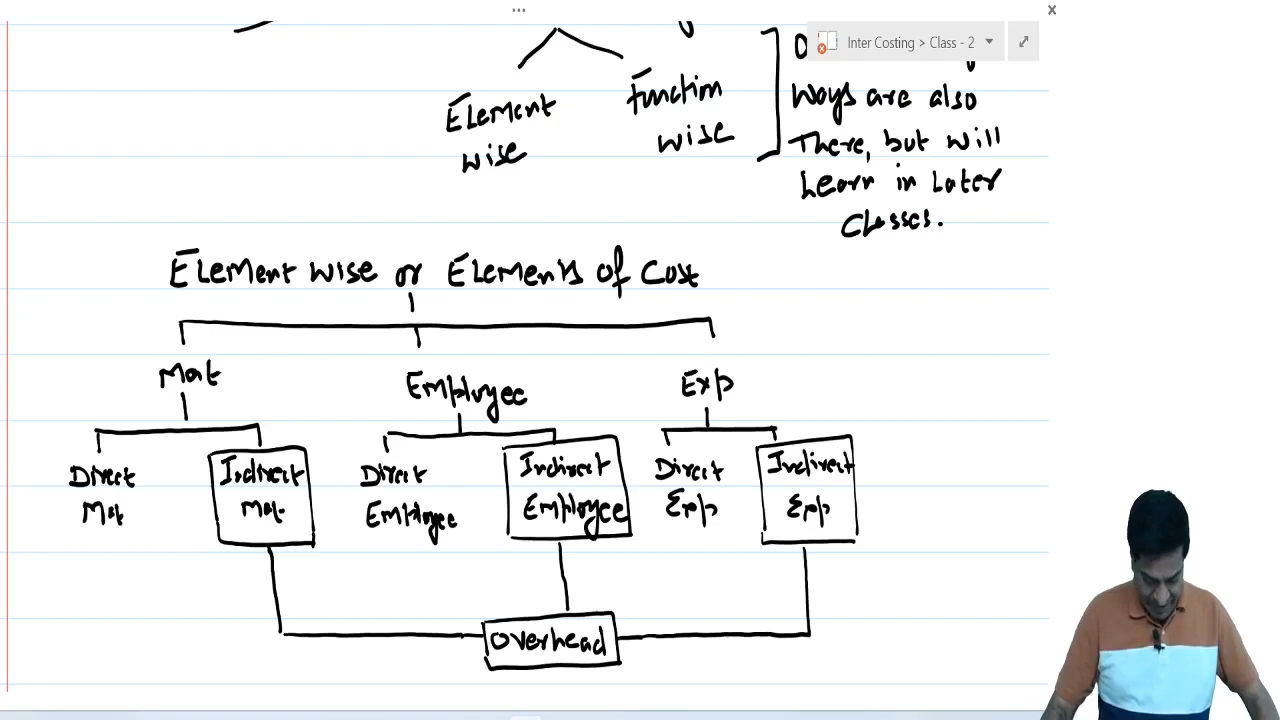 Inter Costing > Class - 2
Element
wise
Function
wise
ways are also
There, but will
Learn in Later
Classes.
Element wise or Elements of Cost
Mat
Employee
Exp
Direct
Mat
Indirect
Mat
Direct
Employee
Indirect
Employee
Direct
Exp
Indirect
Exp
Overhead